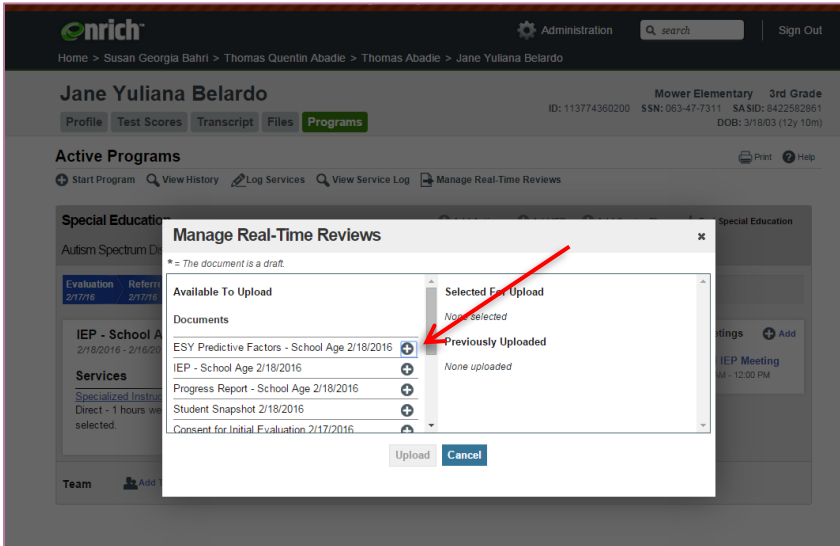 enrich
Administration
search
Sign Out
Home > Susan Georgia Bahri > Thomas Quentin Abadie > Thomas Abadie > Jane Yuliana Belardo
Jane Yuliana Belardo
Mower Elementary 3rd Grade
ID: 113774360200 SSN: 063-47-7311 SASID: 8422582861
DOB: 3/18/03 (12y 10m)
Profile Test Scores Transcript Files Programs
Active Programs
Print Help
Start Program View History Log Services View Service Log Manage Real-Time Reviews
Special Education
Special Education
Autism Spectrum Dis
Evaluation Referre
2/17/16 2/17/16
IEP - School A
2/18/2016 - 2/16/20
Services
Specialized Instruc
Direct - 1 hours we
selected.
Team Add T
etings Add
IEP Meeting
AM - 12:00 PM
Manage Real-Time Reviews
* = The document is a draft.
Available To Upload
Documents
ESY Predictive Factors - School Age 2/18/2016
IEP - School Age 2/18/2016
Progress Report - School Age 2/18/2016
Student Snapshot 2/18/2016
Consent for Initial Evaluation 2/17/2016
Selected For Upload
None selected
Previously Uploaded
None uploaded
Upload Cancel